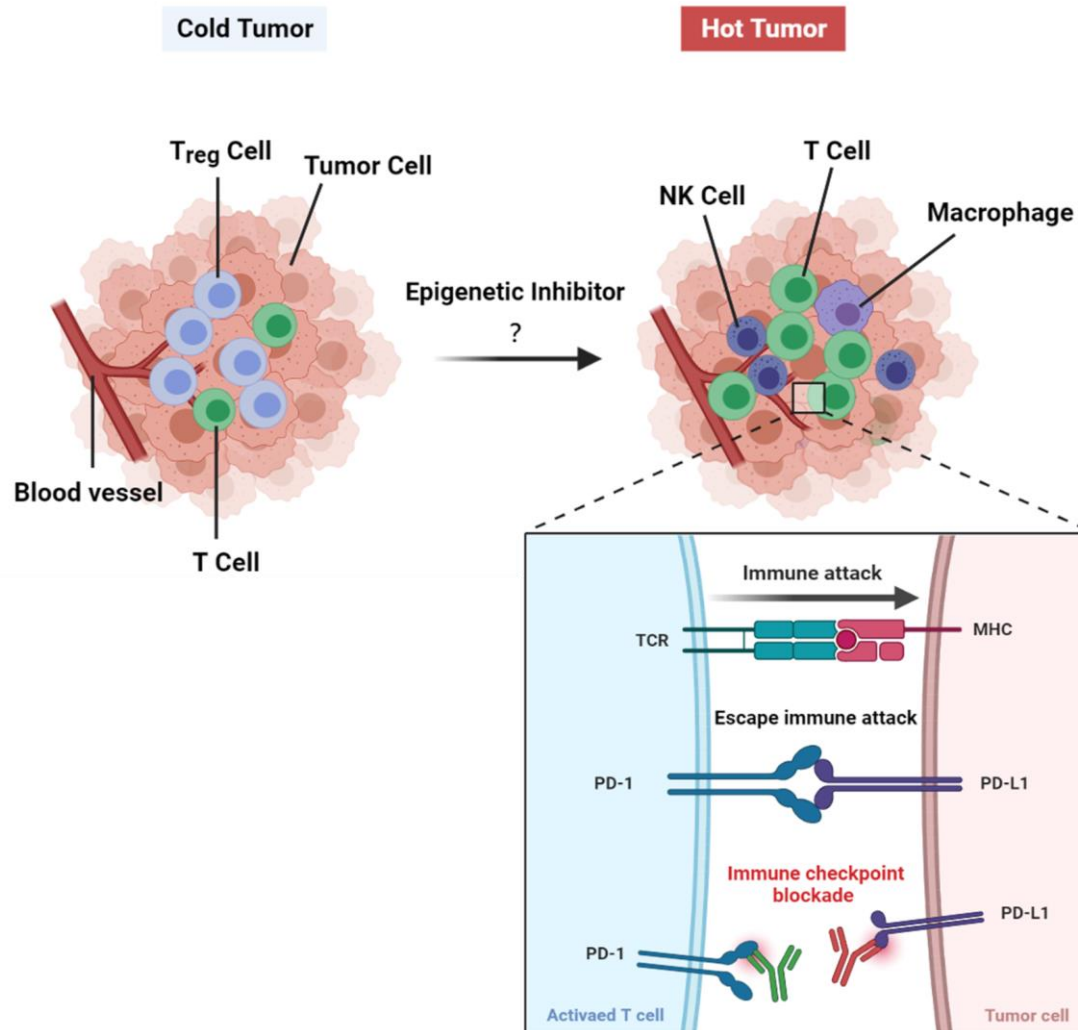 Cold Tumor
Hot Tumor
Treg Cell
Tumor Cell
T Cell
NK Cell
Macrophage
Epigenetic Inhibitor
?
Blood vessel
T Cell
Immune attack
TCR
MHC
Escape immune attack
PD-1
PD-L1
Immune checkpoint
blockade
PD-L1
PD-1
Activaed T cell
Tumor cell